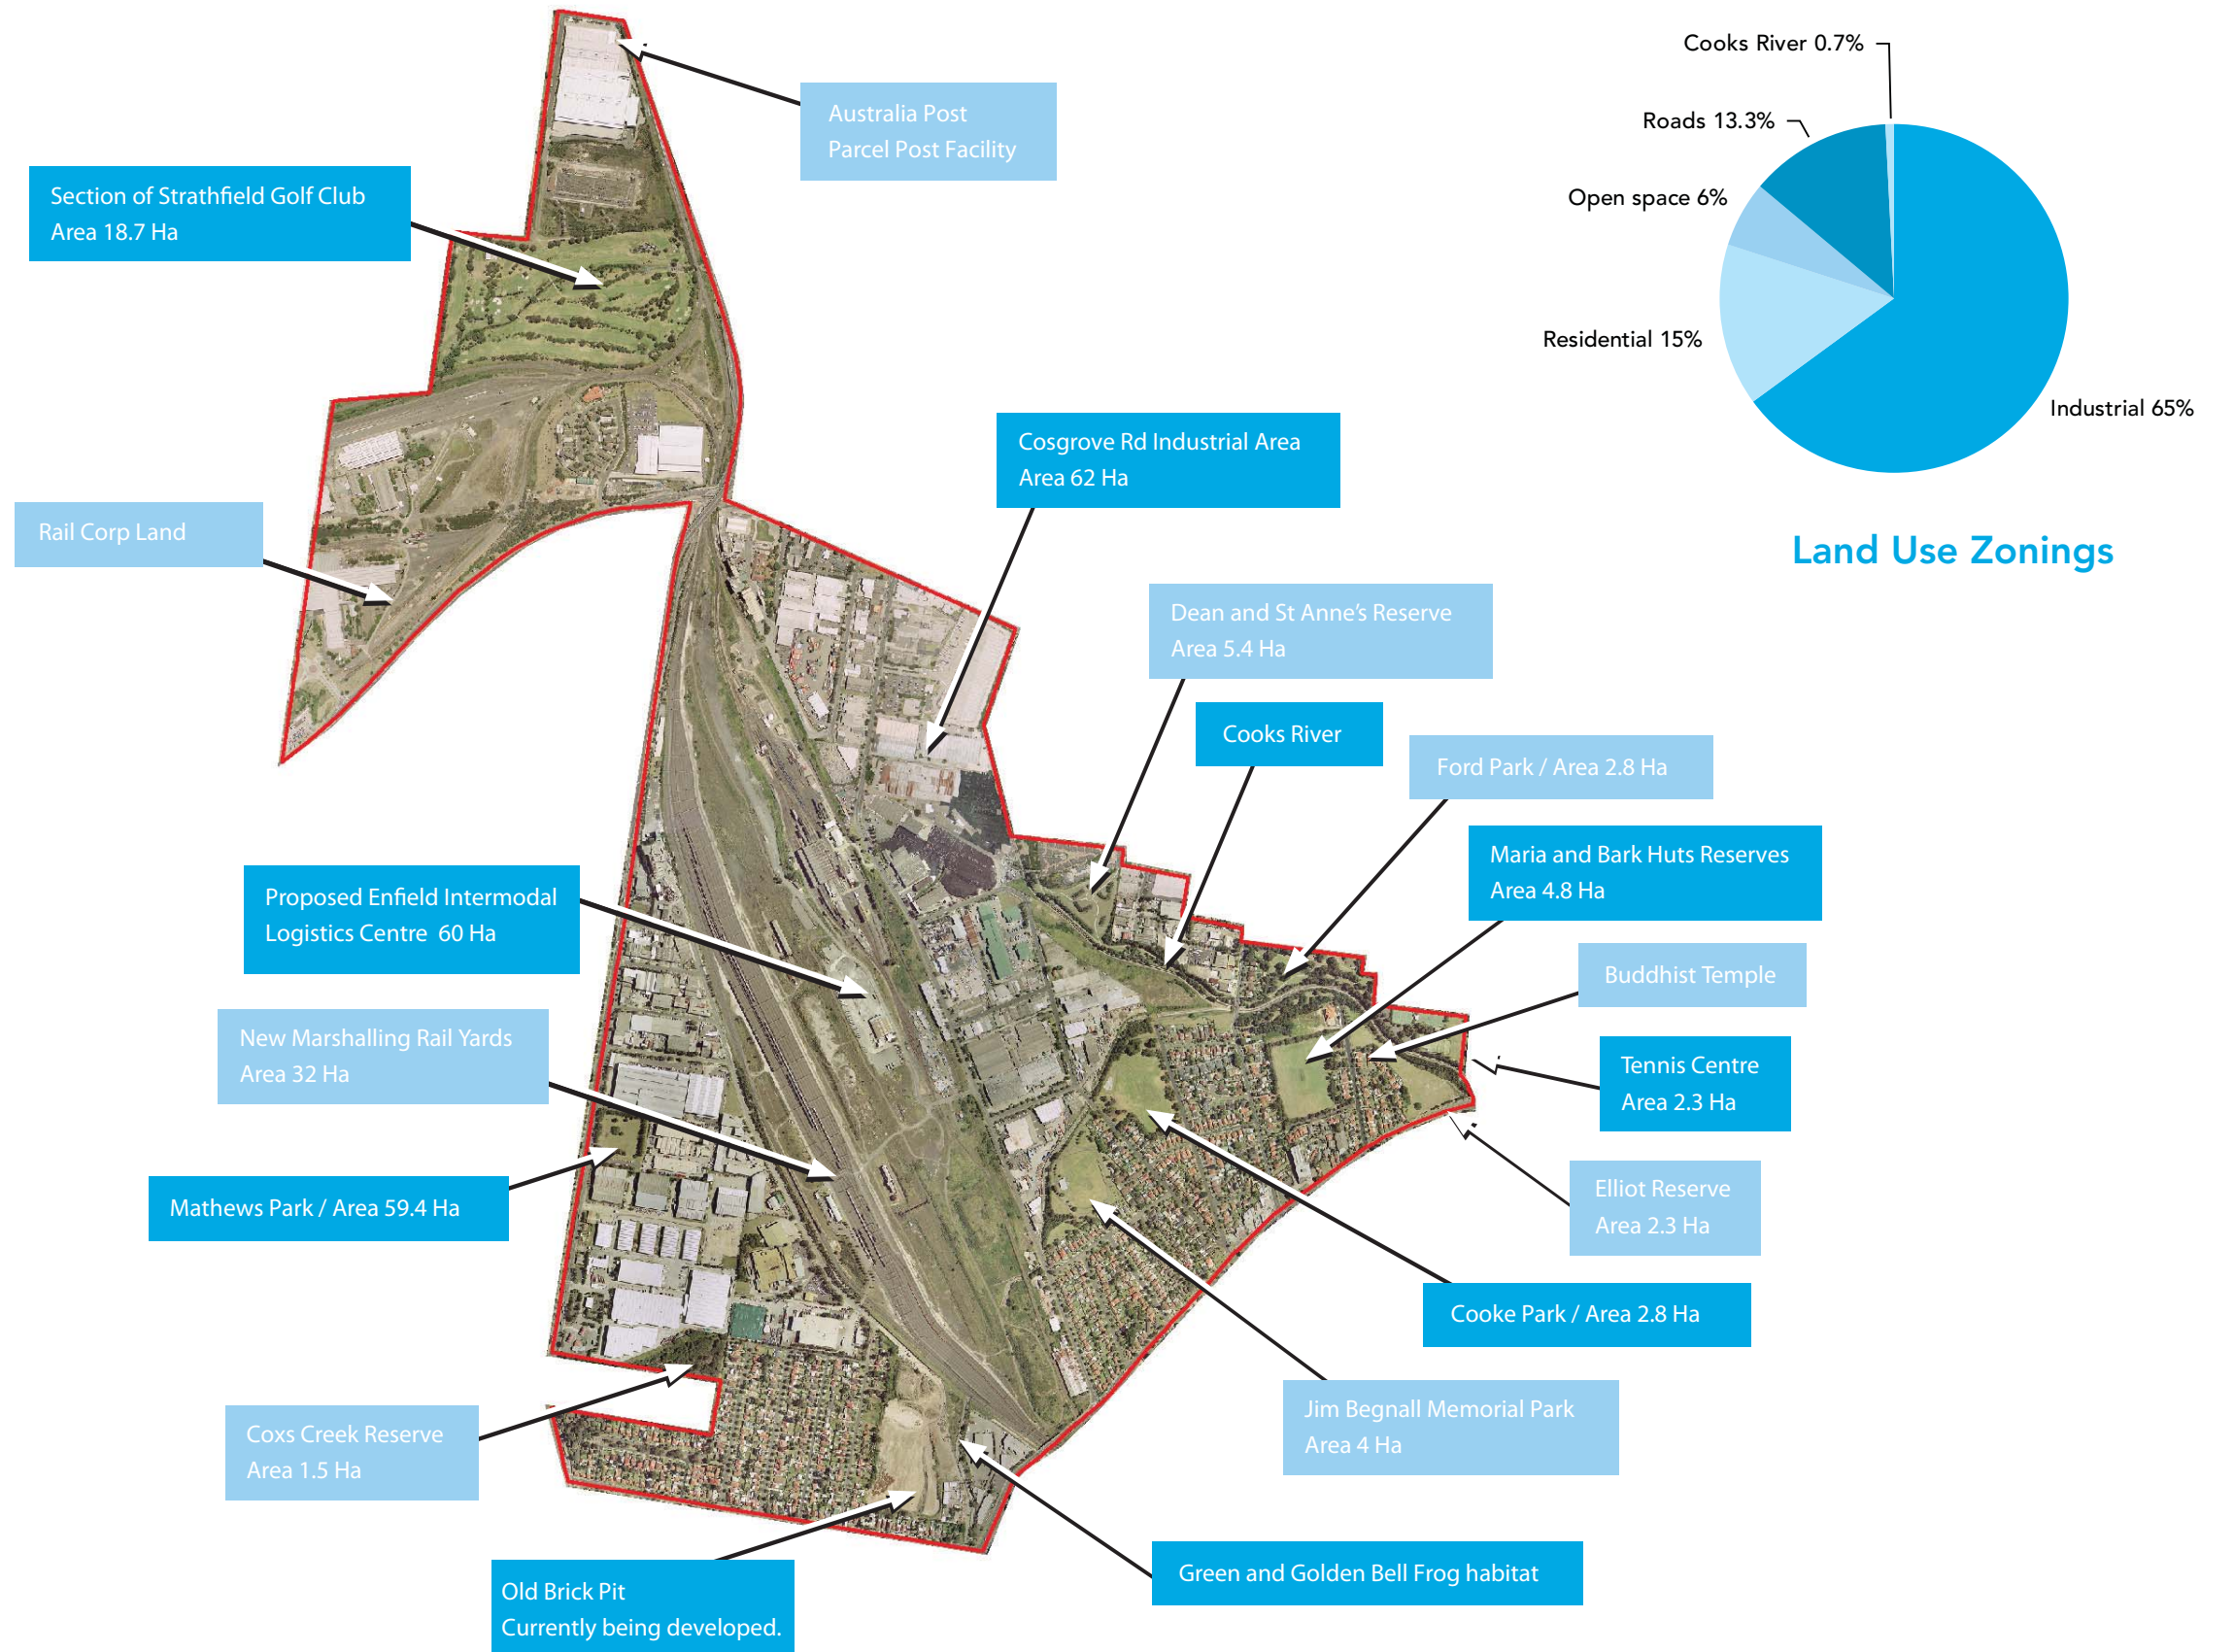 Cooks River 0.7%
Australia Post
Parcel Post Facility
Roads 13.3%
Section of Strathfield Golf Club
Area 18.7 Ha
Open space 6%
Residential 15%
Industrial 65%
Cosgrove Rd Industrial Area
Area 62 Ha
Rail Corp Land
Land Use Zonings
Dean and St Anne’s Reserve
Area 5.4 Ha
Cooks River
Ford Park / Area 2.8 Ha
Maria and Bark Huts Reserves
Area 4.8 Ha
Proposed Enfield Intermodal
Logistics Centre 60 Ha
Buddhist Temple
New Marshalling Rail Yards
Area 32 Ha
Tennis Centre
Area 2.3 Ha
Mathews Park / Area 59.4 Ha
Elliot Reserve
Area 2.3 Ha
Cooke Park / Area 2.8 Ha
Jim Begnall Memorial Park
Area 4 Ha
Coxs Creek Reserve
Area 1.5 Ha
Green and Golden Bell Frog habitat
Old Brick Pit
Currently being developed.